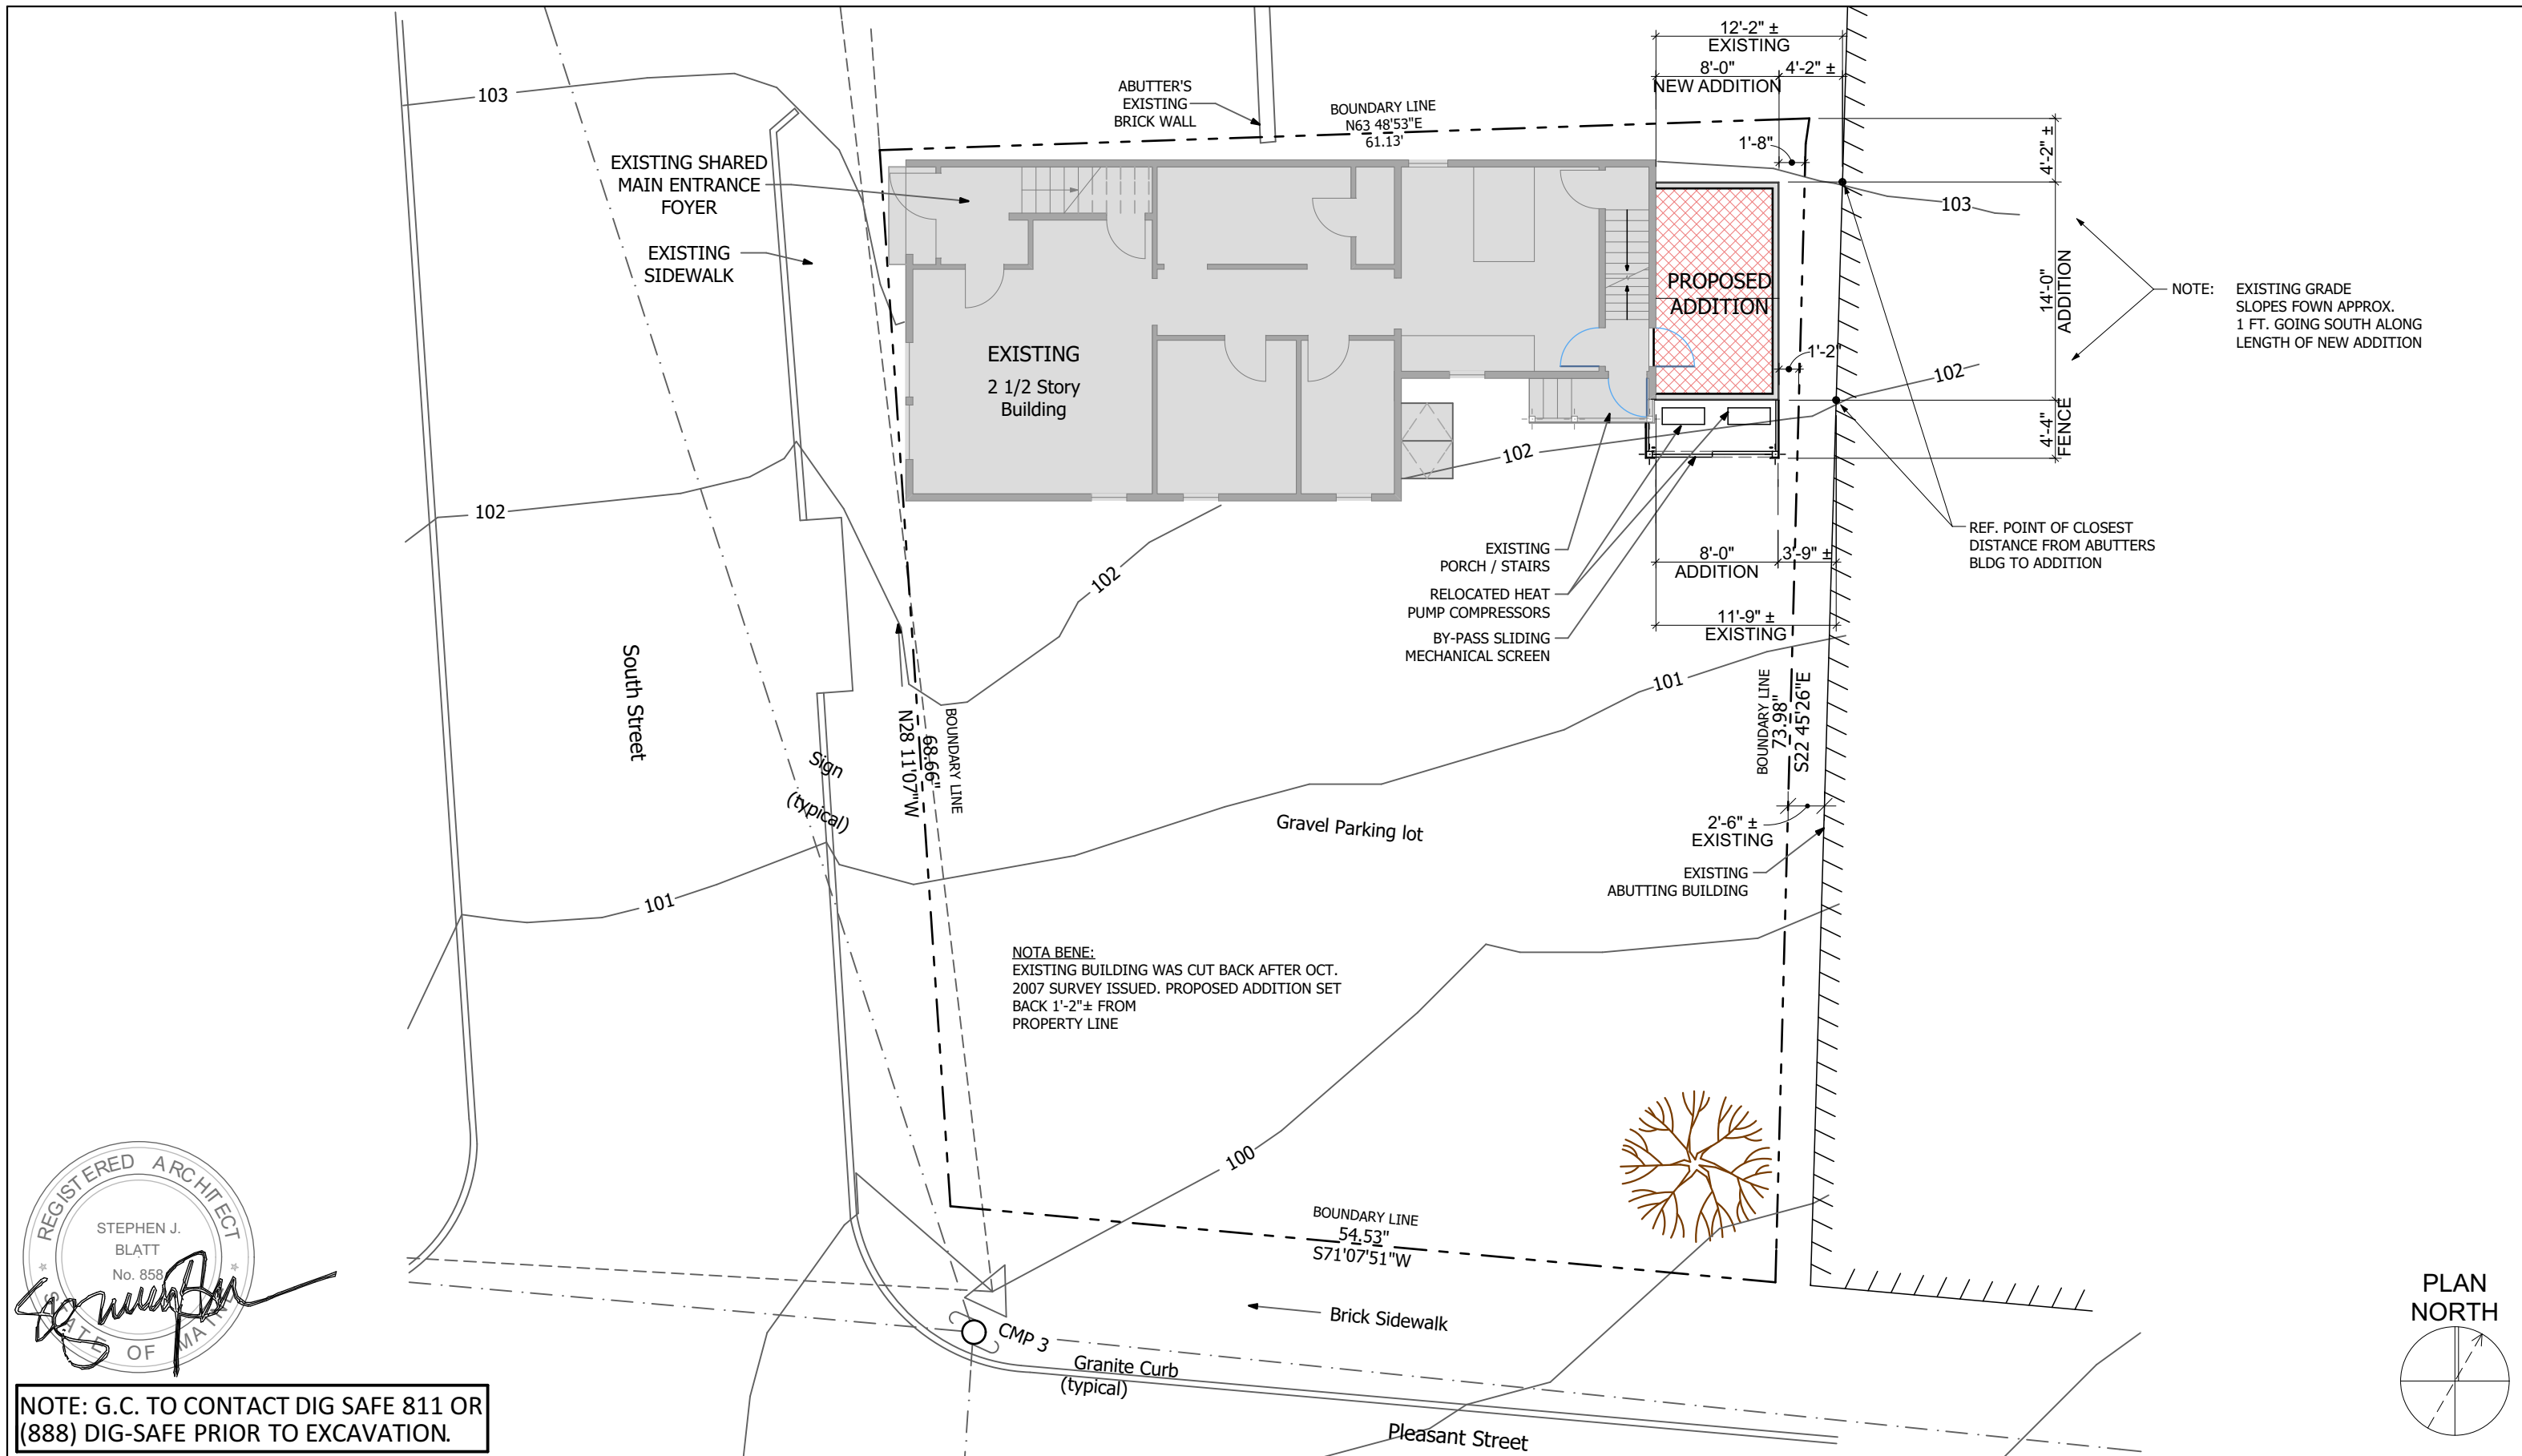 12'-2" ±
EXISTING
8'-0"
4'-2" ±
NEW ADDITION
ABUTTER'S
EXISTING
BRICK WALL
BOUNDARY LINE
N63 48'53"E
61.13'
1'-8"
4'-2" ±
103
EXISTING SHARED
MAIN ENTRANCE
FOYER
EXISTING
SIDEWALK
103
PROPOSED
ADDITION
14'-0"
ADDITION
NOTE:
EXISTING GRADE
SLOPES FOWN APPROX.
1 FT. GOING SOUTH ALONG
LENGTH OF NEW ADDITION
EXISTING
2 1/2 Story
Building
1'-2"
102
4'-4"
FENCE
102
102
102
EXISTING
PORCH / STAIRS
RELOCATED HEAT
PUMP COMPRESSORS
BY-PASS SLIDING
MECHANICAL SCREEN
8'-0"
3'-9" ±
ADDITION
11'-9" ±
EXISTING
REF. POINT OF CLOSEST
DISTANCE FROM ABUTTERS
BLDG TO ADDITION
South Street
101
BOUNDARY LINE
68.66"
N28 11'07"W
BOUNDARY LINE
73.98"
S22 45'26"E
Sign
(typical)
Gravel Parking lot
2'-6" ±
EXISTING
EXISTING
ABUTTING BUILDING
101
NOTA BENE:
EXISTING BUILDING WAS CUT BACK AFTER OCT.
2007 SURVEY ISSUED. PROPOSED ADDITION SET
BACK 1'-2"± FROM
PROPERTY LINE
100
BOUNDARY LINE
54.53"
S71'07'51"W
Brick Sidewalk
CMP 3
Granite Curb
(typical)
Pleasant Street
REGISTERED ARCHITECT
STEPHEN J.
BLATT
No. 858
STATE OF MAINE
NOTE: G.C. TO CONTACT DIG SAFE 811 OR
(888) DIG-SAFE PRIOR TO EXCAVATION.
PLAN
NORTH